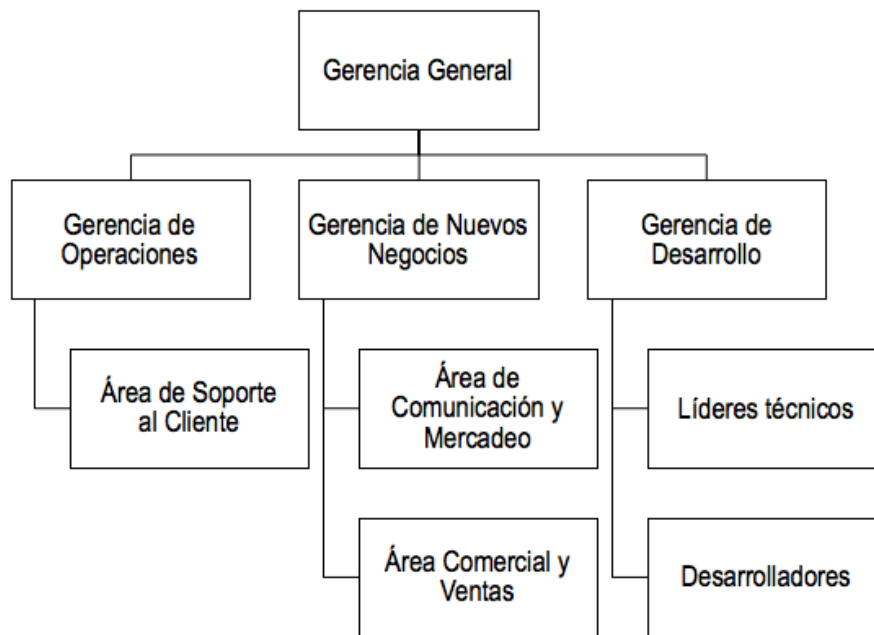 Gerencia General
Gerencia de
Operaciones
Gerencia de Nuevos
Negocios
Gerencia de
Desarrollo
Área de Soporte
al Cliente
Área de
Comunicación y
Mercadeo
Líderes técnicos
Área Comercial y
Ventas
Desarrolladores